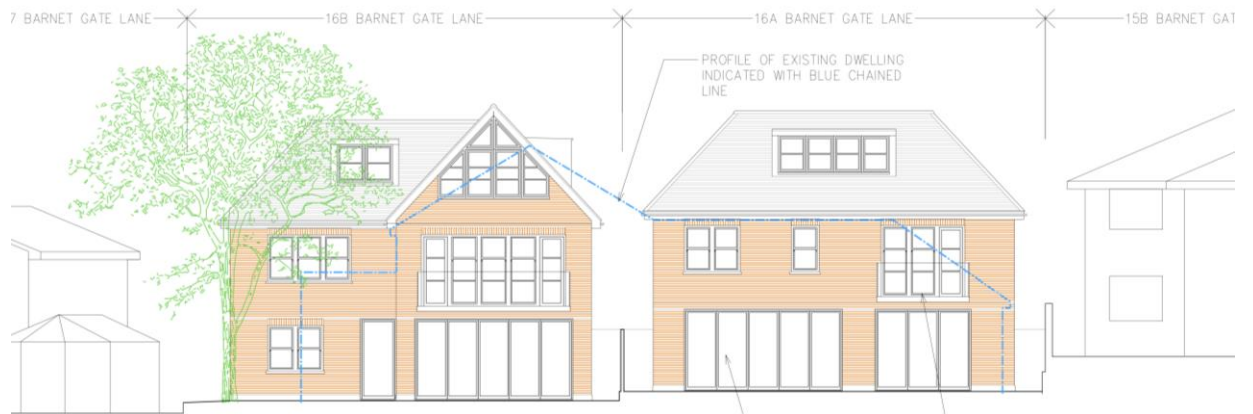 7 BARNET GATE LANE
16B BARNET GATE LANE
16A BARNET GATE LANE
15B BARNET GAT
PROFILE OF EXISTING DWELLING
INDICATED WITH BLUE CHAINED
LINE